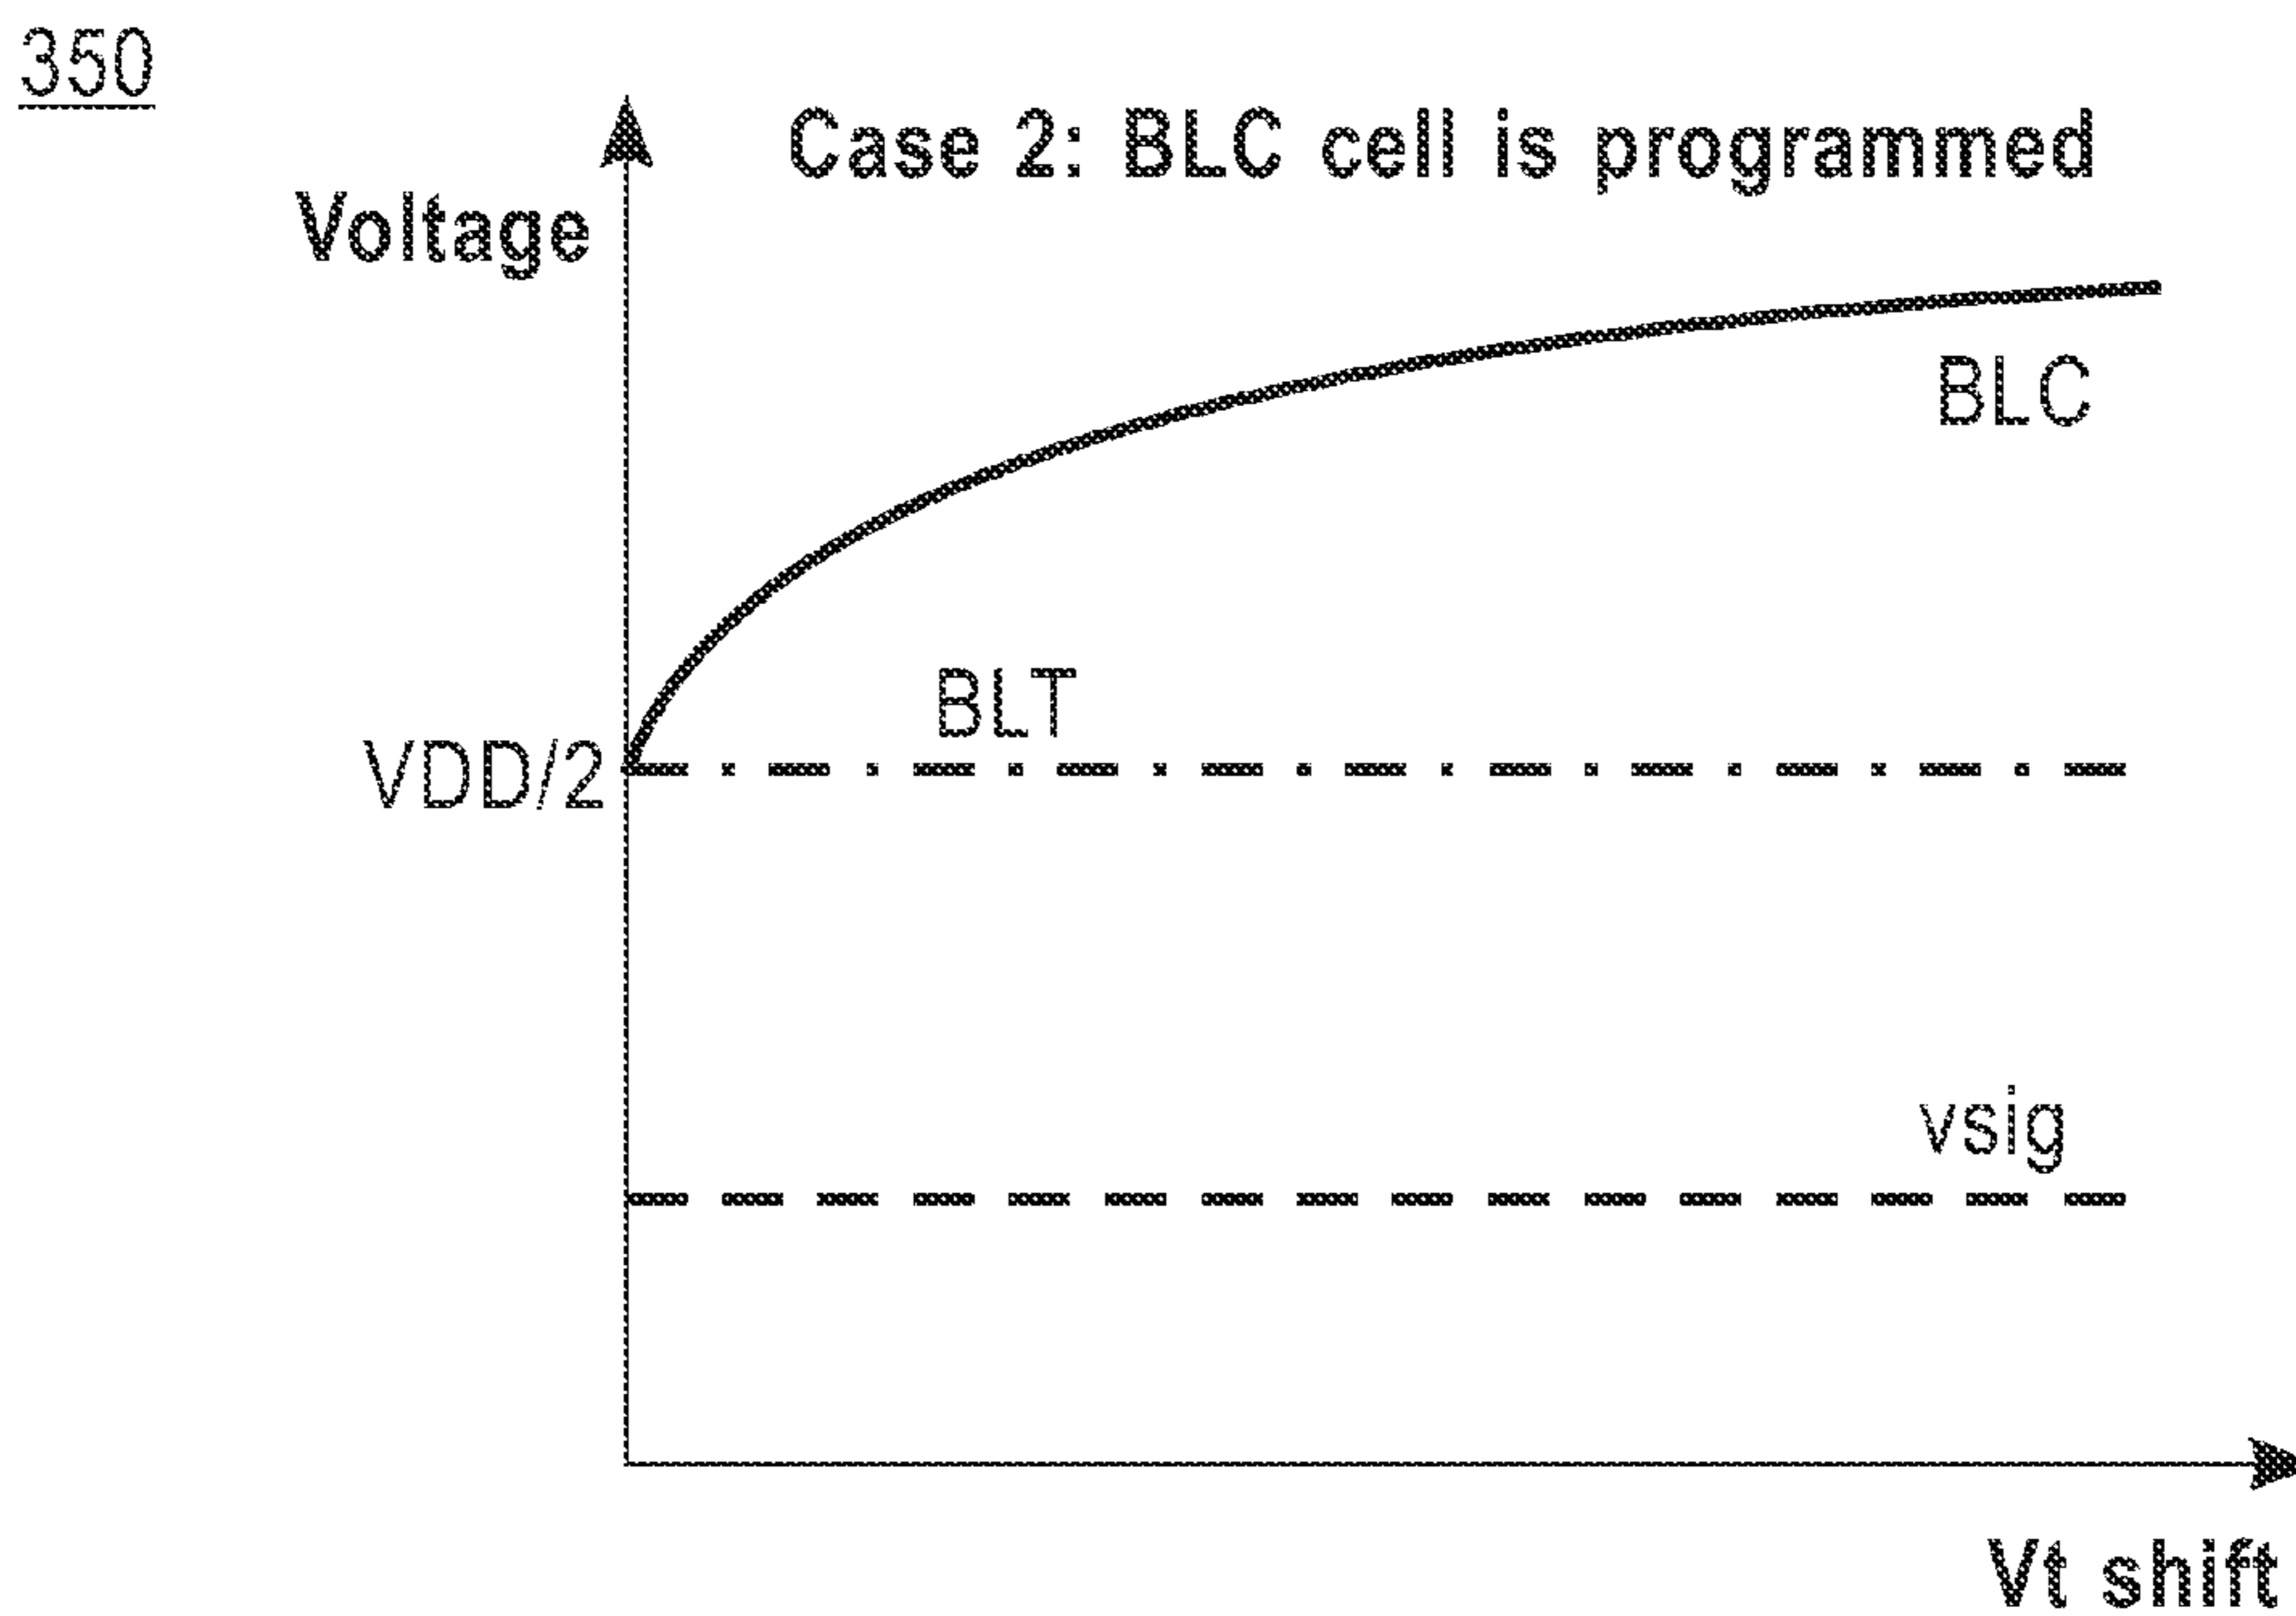 350
Case 2: BLC cell is programmed
Voltage
BLC
BLT
VDD/2
vsig
Vt shift